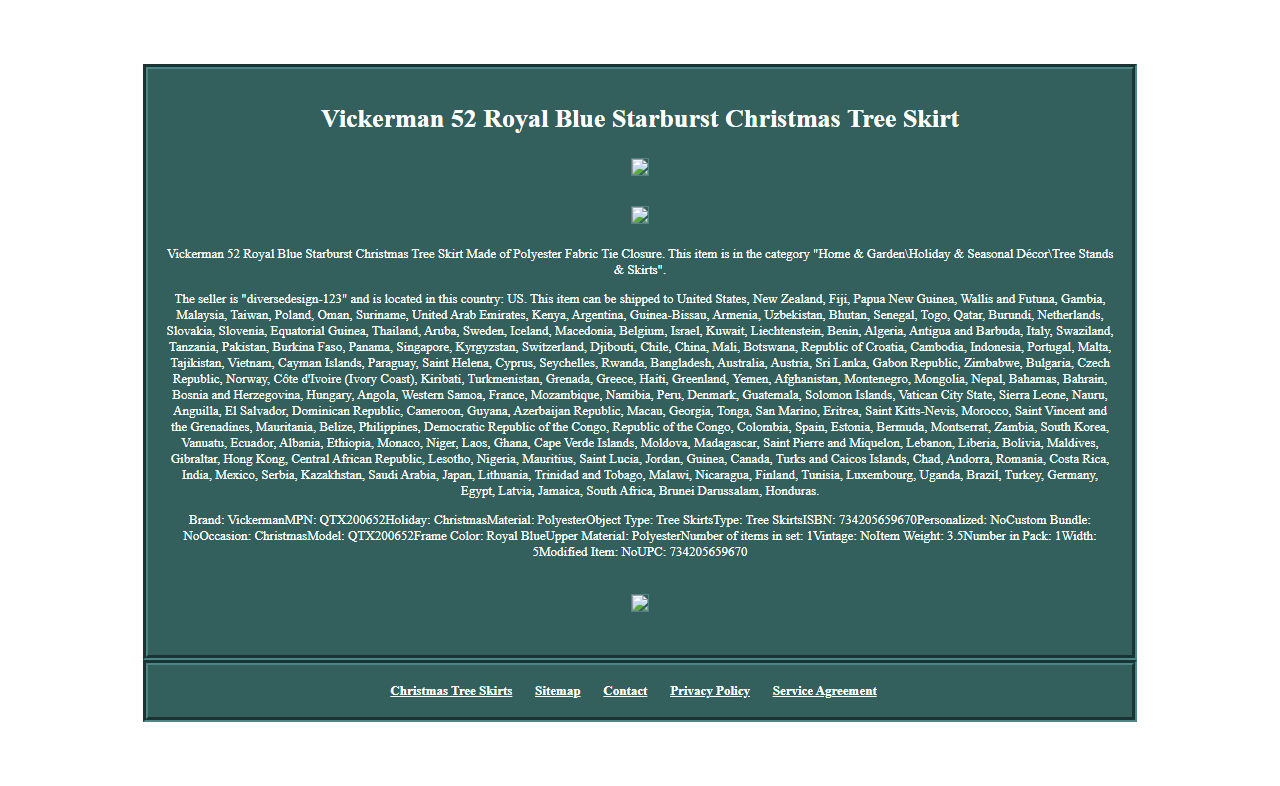 Vickerman 52 Royal Blue Starburst Christmas Tree Skirt
Vickerman 52 Royal Blue Starburst Christmas Tree Skirt Made of Polyester Fabric Tie Closure. This item is in the category "Home & Garden\Holiday & Seasonal Décor\Tree Stands
& Skirts".
The seller is "diversedesign-123" and is located in this country: US. This item can be shipped to United States, New Zealand, Fiji, Papua New Guinea, Wallis and Futuna, Gambia,
Malaysia, Taiwan, Poland, Oman, Suriname, United Arab Emirates, Kenya, Argentina, Guinea-Bissau, Armenia, Uzbekistan, Bhutan, Senegal, Togo, Qatar, Burundi, Netherlands,
Slovakia, Slovenia, Equatorial Guinea, Thailand, Aruba, Sweden, Iceland, Macedonia, Belgium, Israel, Kuwait, Liechtenstein, Benin, Algeria, Antigua and Barbuda, Italy, Swaziland,
Tanzania, Pakistan, Burkina Faso, Panama, Singapore, Kyrgyzstan, Switzerland, Djibouti, Chile, China, Mali, Botswana, Republic of Croatia, Cambodia, Indonesia, Portugal, Malta,
Tajikistan, Vietnam, Cayman Islands, Paraguay, Saint Helena, Cyprus, Seychelles, Rwanda, Bangladesh, Australia, Austria, Sri Lanka, Gabon Republic, Zimbabwe, Bulgaria, Czech
Republic, Norway, Côte d'Ivoire (Ivory Coast), Kiribati, Turkmenistan, Grenada, Greece, Haiti, Greenland, Yemen, Afghanistan, Montenegro, Mongolia, Nepal, Bahamas, Bahrain,
Bosnia and Herzegovina, Hungary, Angola, Western Samoa, France, Mozambique, Namibia, Peru, Denmark, Guatemala, Solomon Islands, Vatican City State, Sierra Leone, Nauru,
Anguilla, El Salvador, Dominican Republic, Cameroon, Guyana, Azerbaijan Republic, Macau, Georgia, Tonga, San Marino, Eritrea, Saint Kitts-Nevis, Morocco, Saint Vincent and
the Grenadines, Mauritania, Belize, Philippines, Democratic Republic of the Congo, Republic of the Congo, Colombia, Spain, Estonia, Bermuda, Montserrat, Zambia, South Korea,
Vanuatu, Ecuador, Albania, Ethiopia, Monaco, Niger, Laos, Ghana, Cape Verde Islands, Moldova, Madagascar, Saint Pierre and Miquelon, Lebanon, Liberia, Bolivia, Maldives,
Gibraltar, Hong Kong, Central African Republic, Lesotho, Nigeria, Mauritius, Saint Lucia, Jordan, Guinea, Canada, Turks and Caicos Islands, Chad, Andorra, Romania, Costa Rica,
India, Mexico, Serbia, Kazakhstan, Saudi Arabia, Japan, Lithuania, Trinidad and Tobago, Malawi, Nicaragua, Finland, Tunisia, Luxembourg, Uganda, Brazil, Turkey, Germany,
Egypt, Latvia, Jamaica, South Africa, Brunei Darussalam, Honduras.
Brand: VickermanMPN: QTX200652Holiday: ChristmasMaterial: PolyesterObject Type: Tree SkirtsType: Tree SkirtsISBN: 734205659670Personalized: NoCustom Bundle:
NoOccasion: ChristmasModel: QTX200652Frame Color: Royal BlueUpper Material: PolyesterNumber of items in set: 1Vintage: NoItem Weight: 3.5Number in Pack: 1Width:
5Modified Item: NoUPC: 734205659670
Christmas Tree Skirts Sitemap Contact Privacy Policy Service Agreement